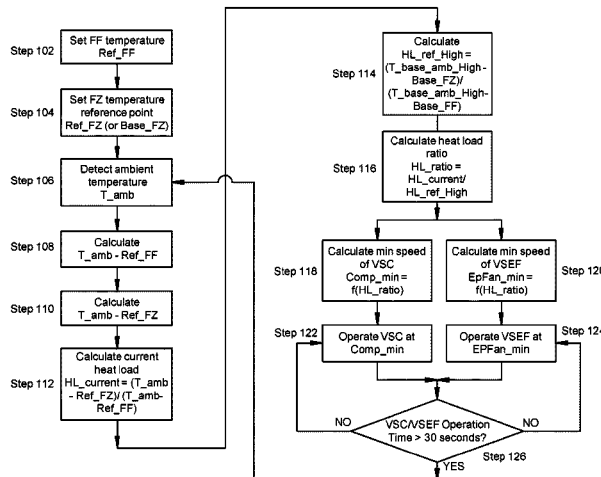 Step 102
Set FF temperature
Ref_FF
Step 104
Set FZ temperature
reference point
Ref_FZ (or Base_FZ)
Step 106
Detect ambient
temperature
T_amb
Step 108
Calculate
T_amb - Ref_FF
Step 110
Calculate
T_amb - Ref_FZ
Step 112
Calculate current
heat load
HL_current = (T_amb
- Ref_FZ)/ (T_amb-
Ref_FF)
Step 114
Calculate
HL_ref_High =
(T_base_amb_High-
Base_FZ)/
(T_base_amb_High-
Base_FF)
Step 116
Calculate heat load
ratio
HL_ratio =
HL_current/
HL_ref_High
Step 118
Calculate min speed
of VSC
Comp_min =
f(HL_ratio)
Calculate min speed
of VSEF
EpFan_min =
f(HL_ratio)
Step 120
Step 122
Operate VSC at
Comp_min
Operate VSEF at
EPFan_min
Step 124
NO
VSC/VSEF Operation
Time > 30 seconds?
NO
Step 126
YES